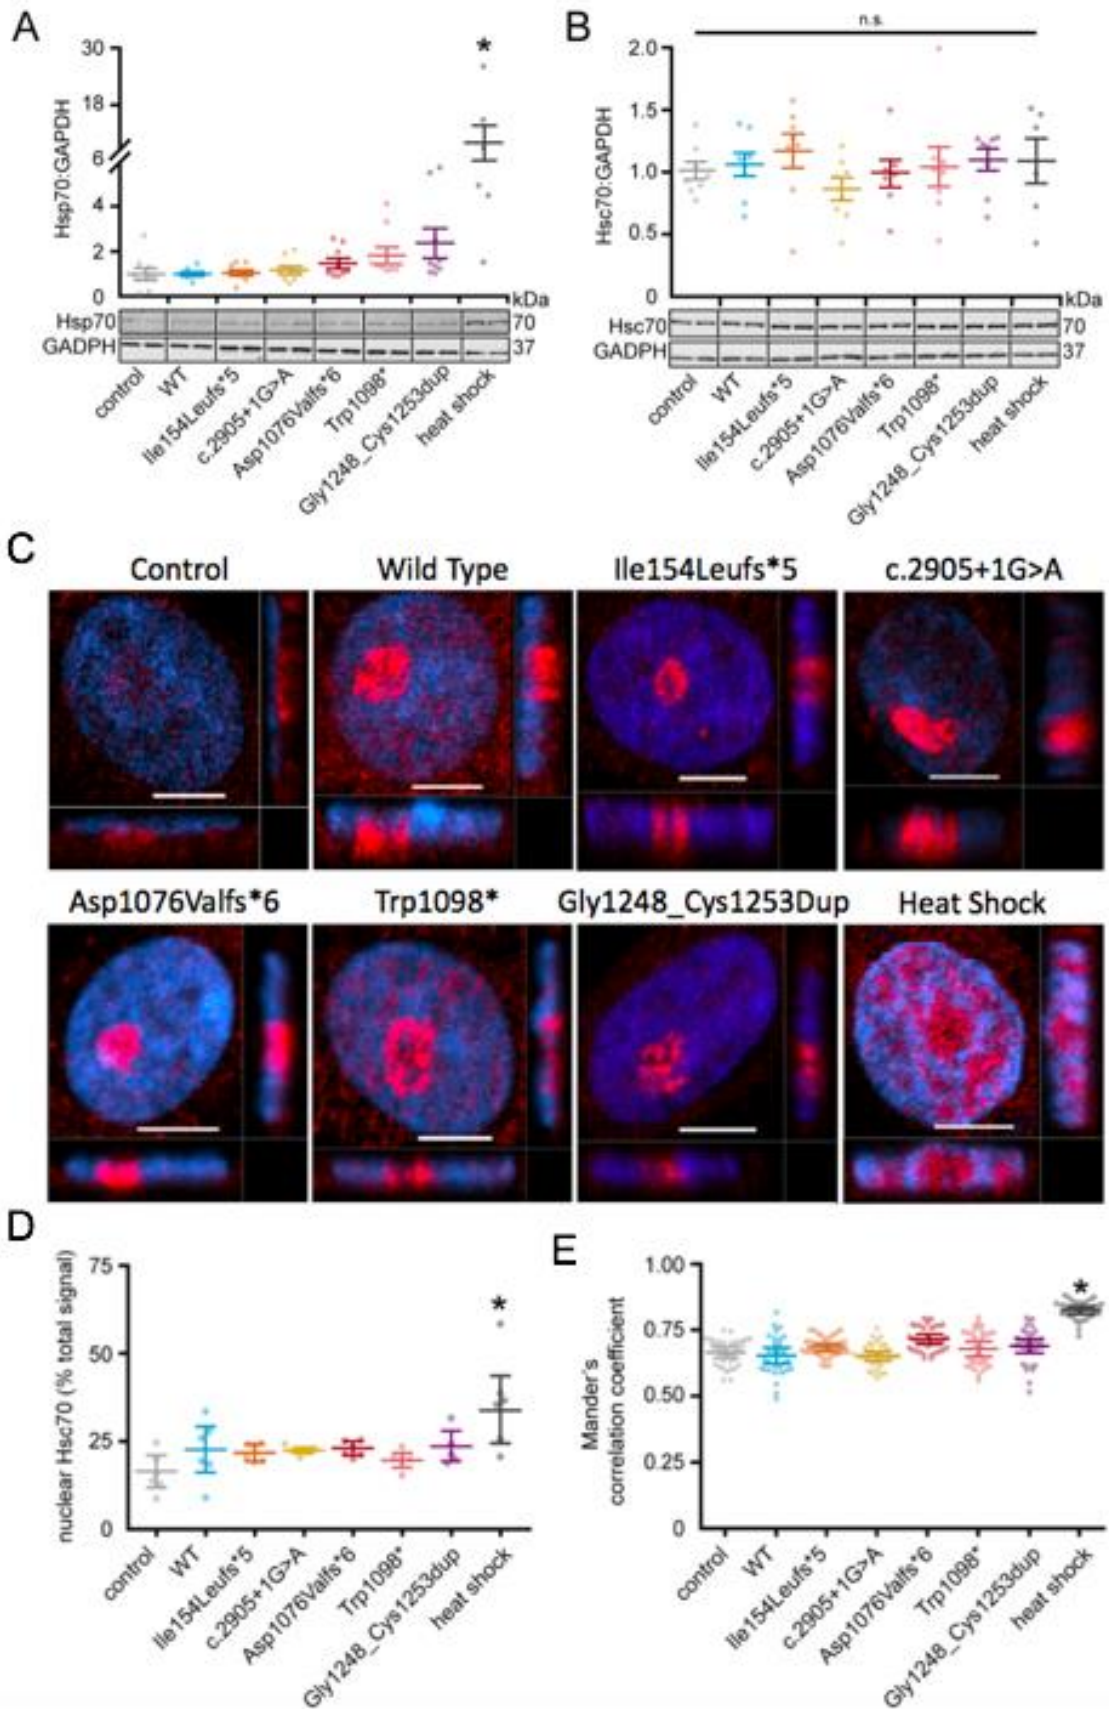 A
30
*
18
6
4
2
0
Hsp70:GAPDH
kDa
Hsp70
70
GADPH
37
control
WT
Ile154Leufs*5
c.2905+1G>A
Asp1076Valfs*6
Trp1098*
Gly1248_Cys1253dup
heat shock
B
n.s.
2.0
1.5
1.0
0.5
0
Hsc70:GAPDH
kDa
Hsc70
70
GADPH
37
control
WT
Ile154Leufs*5
c.2905+1G>A
Asp1076Valfs*6
Trp1098*
Gly1248_Cys1253dup
heat shock
C
Control
Wild Type
Ile154Leufs*5
c.2905+1G>A
Asp1076Valfs*6
Trp1098*
Gly1248_Cys1253Dup
Heat Shock
D
75
50
25
0
nuclear Hsc70 (% total signal)
*
control
WT
Ile154Leufs*5
c.2905+1G>A
Asp1076Valfs*6
Trp1098*
Gly1248_Cys1253dup
heat shock
E
1.00
0.75
0.50
0.25
0
Mander´s
correlation coefficient
*
control
WT
Ile154Leufs*5
c.2905+1G>A
Asp1076Valfs*6
Trp1098*
Gly1248_Cys1253dup
heat shock